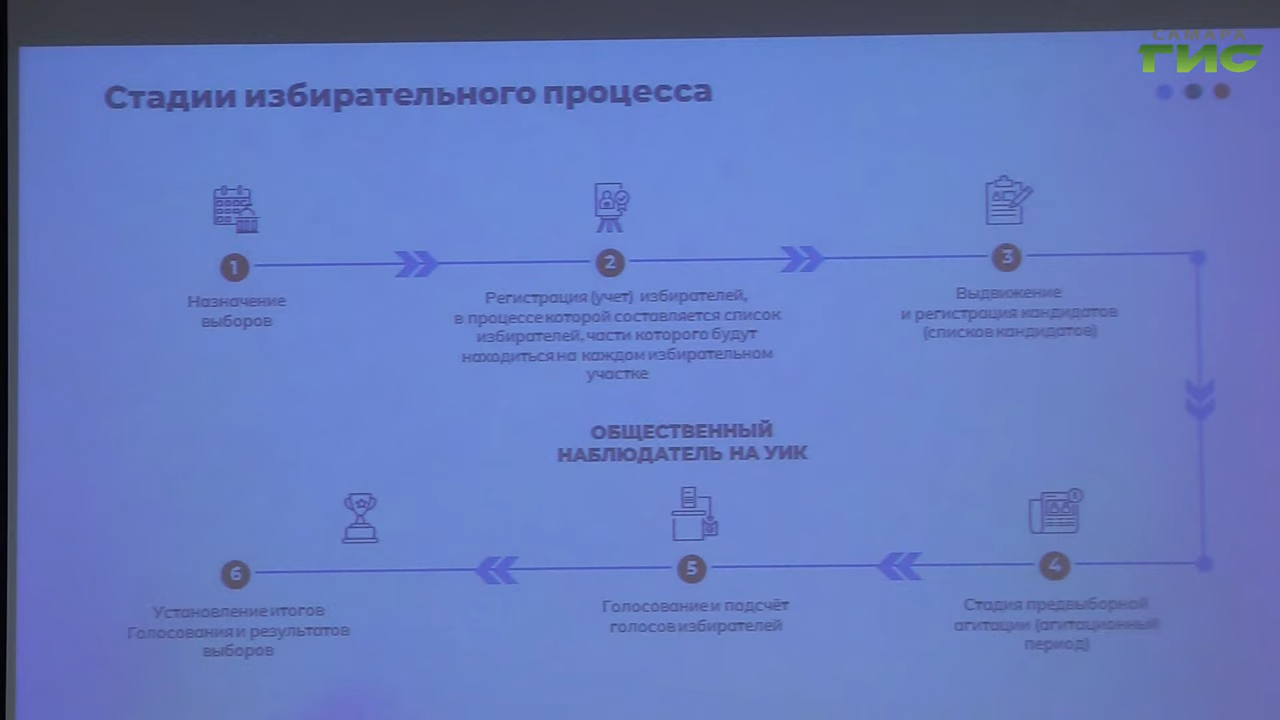 САМАРА
ГИС
Стадии избирательного процесса
1
Назначение
выборов
2
Регистрация (учет) избирателей,
в процессе которой составляется список
избирателей, части которого будут
находиться на каждом избирательном
участке
3
Выдвижение
и регистрация кандидатов
(списков кандидатов)
ОБЩЕСТВЕННЫЙ
НАБЛЮДАТЕЛЬ НА УИК
6
Установление итогов
Голосования и результатов
выборов
5
Голосование и подсчёт
голосов избирателей
4
Стадия предвыборной
агитации (агитационный
период)